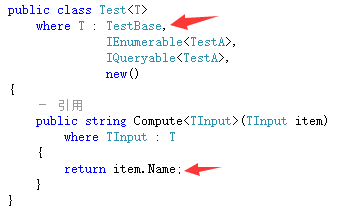 public class Test<T>
where T : TestBase,
IEnumerable<TestA>,
IQueryable<TestA>,
new()
{
— 引用
public string Compute<TInput>(TInput item)
where TInput : T
{
return item.Name;
}
}